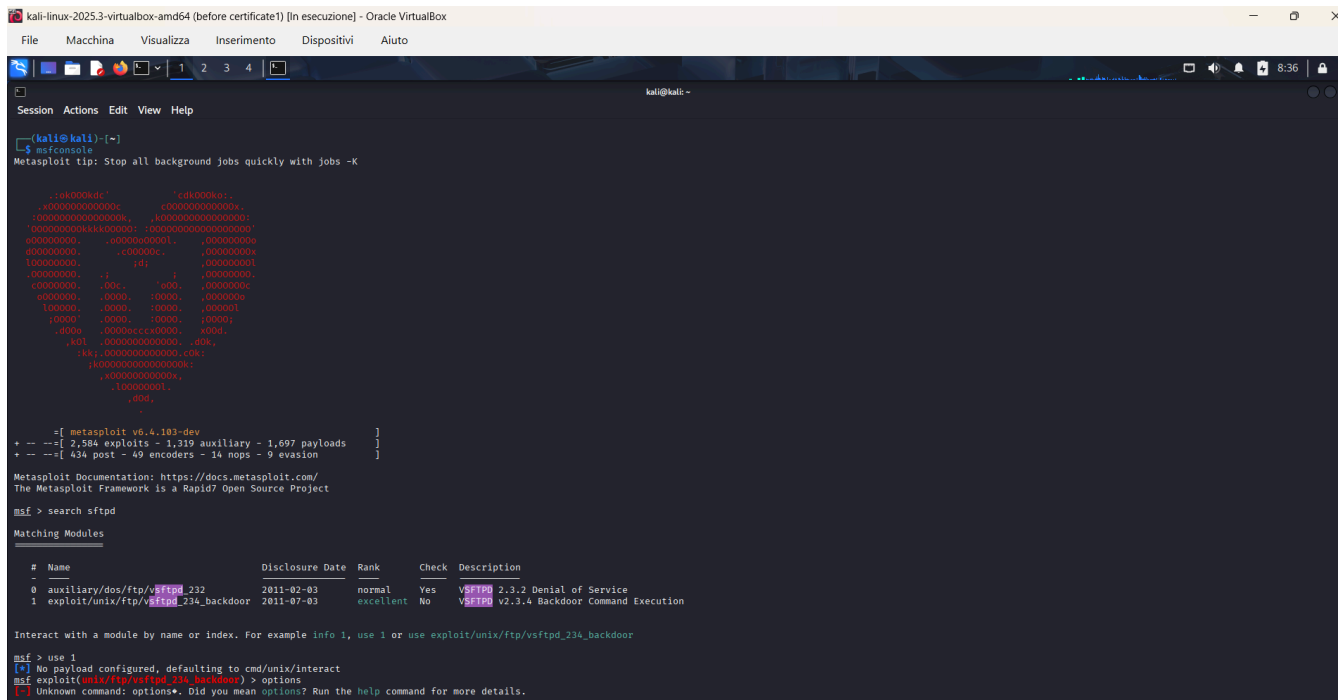 kali-linux-2025.3-virtualbox-amd64 (before certificate1) [In esecuzione] - Oracle VirtualBox
File Macchina Visualizza Inserimento Dispositivi Aiuto
1 2 3 4 8:36
kali@kali: ~
Session Actions Edit View Help
┌──(kali㉿kali)-[~]
└─$ msfconsole
Metasploit tip: Stop all background jobs quickly with jobs -K
=[ metasploit v6.4.103-dev ]
+ -- --=[ 2,584 exploits - 1,319 auxiliary - 1,697 payloads ]
+ -- --=[ 434 post - 49 encoders - 14 nops - 9 evasion ]
Metasploit Documentation: https://docs.metasploit.com/
The Metasploit Framework is a Rapid7 Open Source Project
msf > search sftpd
Matching Modules
# Name Disclosure Date Rank Check Description
0 auxiliary/dos/ftp/vsftpd_232 2011-02-03 normal Yes VSFTPD 2.3.2 Denial of Service
1 exploit/unix/ftp/vsftpd_234_backdoor 2011-07-03 excellent No VSFTPD v2.3.4 Backdoor Command Execution
Interact with a module by name or index. For example info 1, use 1 or use exploit/unix/ftp/vsftpd_234_backdoor
msf > use 1
[*] No payload configured, defaulting to cmd/unix/interact
msf exploit(unix/ftp/vsftpd_234_backdoor) > options
[-] Unknown command: options�. Did you mean options? Run the help command for more details.